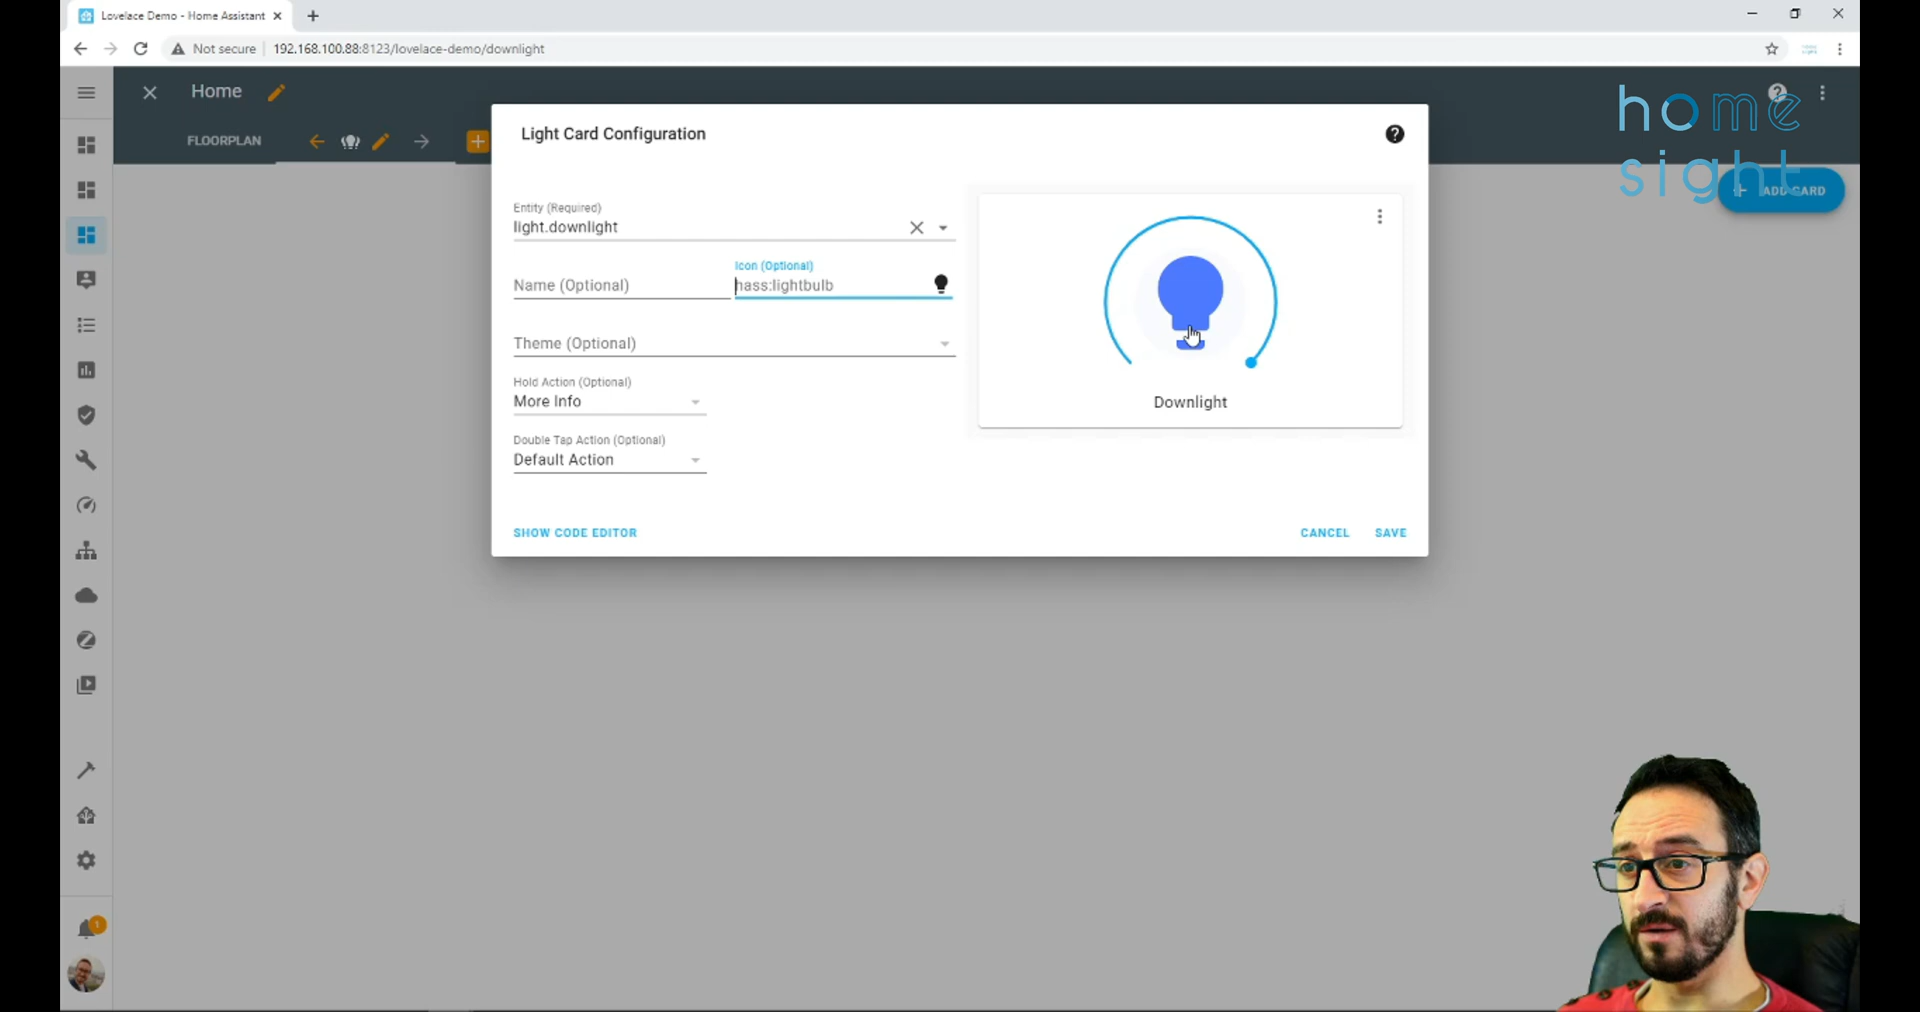 Lovelace Demo - Home Assistant
Not secure
192.168.100.88:8123/lovelace-demo/downlight
Home
home
sight
FLOORPLAN
ADD CARD
Light Card Configuration
Entity (Required)
light.downlight
Name (Optional)
Icon (Optional)
hass:lightbulb
Theme (Optional)
Hold Action (Optional)
More Info
Double Tap Action (Optional)
Default Action
Downlight
SHOW CODE EDITOR
CANCEL
SAVE
1